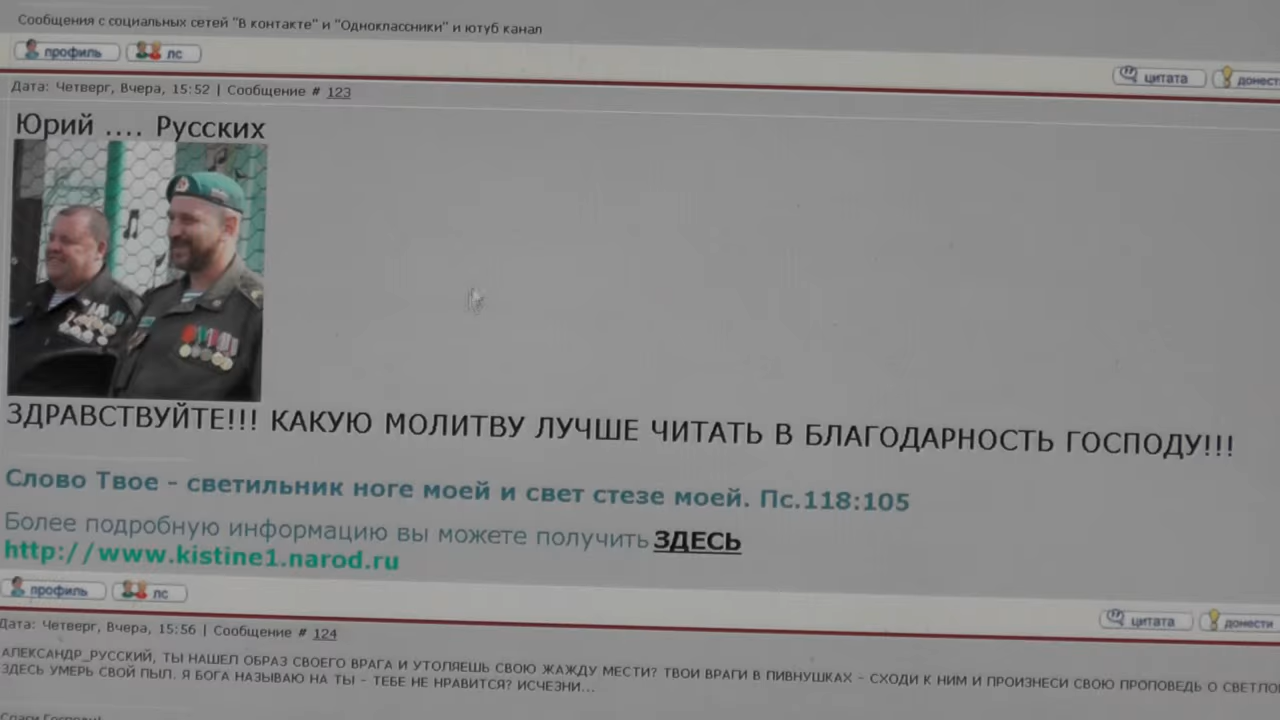 Сообщения с социальных сетей "В контакте" и "Одноклассники" и ютуб канал
профиль лс
цитата донест
Дата: Четверг, Вчера, 15:52 | Сообщение # 123
Юрий .... Русских
ЗДРАВСТВУЙТЕ!!! КАКУЮ МОЛИТВУ ЛУЧШЕ ЧИТАТЬ В БЛАГОДАРНОСТЬ ГОСПОДУ!!!
Слово Твое - светильник ноге моей и свет стезе моей. Пс.118:105
Более подробную информацию вы можете получить ЗДЕСЬ
http://www.kistine1.narod.ru
профиль лс
цитата донести
Дата: Четверг, Вчера, 15:56 | Сообщение # 124
АЛЕКСАНДР_РУССКИЙ, ТЫ НАШЕЛ ОБРАЗ СВОЕГО ВРАГА И УТОЛЯЕШЬ СВОЮ ЖАЖДУ МЕСТИ? ТВОИ ВРАГИ В ПИВНУШКАХ - СХОДИ К НИМ И ПРОИЗНЕСИ СВОЮ ПРОПОВЕДЬ О СВЕТЛО
ЗДЕСЬ УМЕРЬ СВОЙ ПЫЛ. Я БОГА НАЗЫВАЮ НА ТЫ - ТЕБЕ НЕ НРАВИТСЯ? ИСЧЕЗНИ...